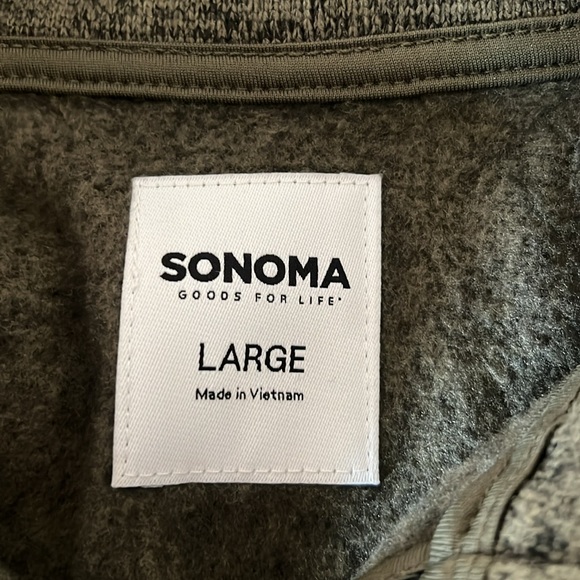 SONOMA
GOODS FOR LIFE®
LARGE
Made in Vietnam